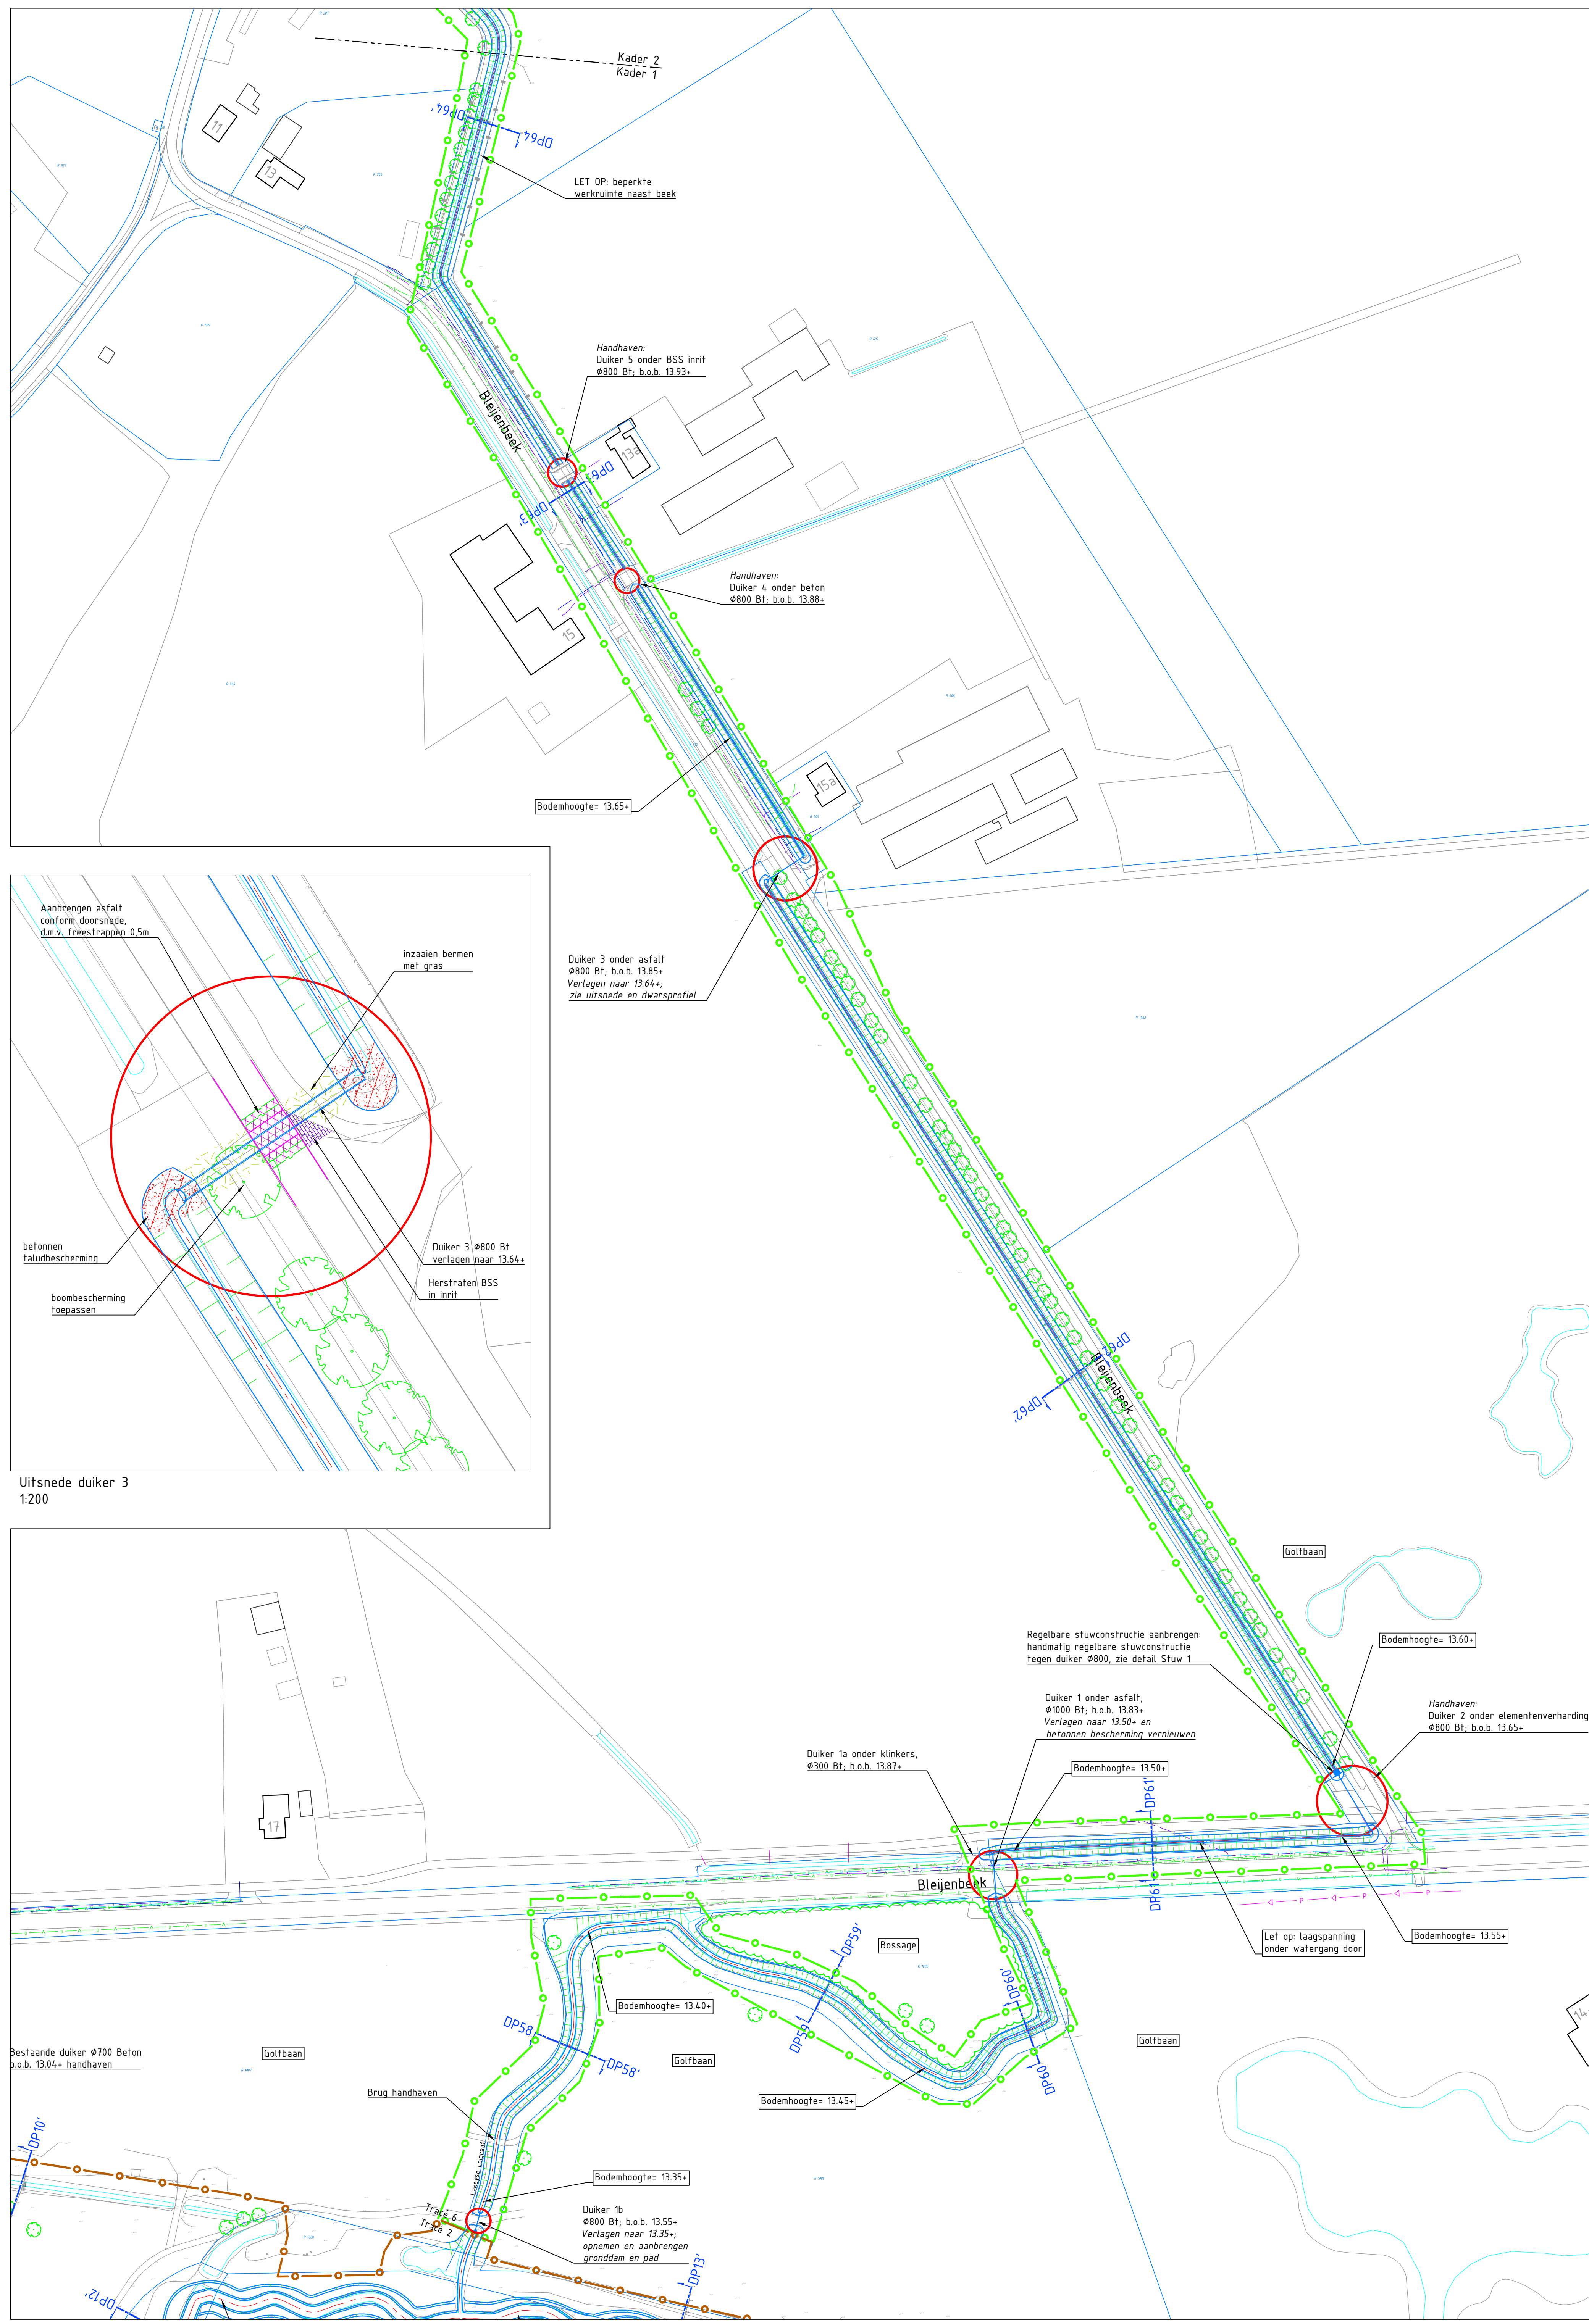 Kader 2
Kader 1
DP64'
DP64
11
13
LET OP: beperkte
werkruimte naast beek
Handhaven:
Duiker 5 onder BSS inrit
Ø800 Bt; b.o.b. 13.93+
Bleijenbeek
13a
DP63
DP63'
Handhaven:
Duiker 4 onder beton
Ø800 Bt; b.o.b. 13.88+
15
15a
Bodemhoogte= 13.65+
Duiker 3 onder asfalt
Ø800 Bt; b.o.b. 13.85+
Verlagen naar 13.64+;
zie uitsnede en dwarsprofiel
Aanbrengen asfalt
conform doorsnede,
d.m.v. freestrappen 0,5m
inzaaien bermen
met gras
betonnen
taludbescherming
boombescherming
toepassen
Duiker 3 Ø800 Bt
verlagen naar 13.64+
Herstraten BSS
in inrit
Uitsnede duiker 3
1:200
DP62
Bleijenbeek
DP62'
Golfbaan
Regelbare stuwconstructie aanbrengen:
handmatig regelbare stuwconstructie
tegen duiker Ø800, zie detail Stuw 1
Bodemhoogte= 13.60+
Handhaven:
Duiker 2 onder elementenverharding
Ø800 Bt; b.o.b. 13.65+
Duiker 1 onder asfalt,
Ø1000 Bt; b.o.b. 13.83+
Verlagen naar 13.50+ en
betonnen bescherming vernieuwen
Duiker 1a onder klinkers,
Ø300 Bt; b.o.b. 13.87+
Bodemhoogte= 13.50+
DP61'
DP61
17
Bleijenbeek
Let op: laagspanning
onder watergang door
Bodemhoogte= 13.55+
Bossage
DP59'
DP59
DP60'
DP60
Bodemhoogte= 13.40+
DP58
DP58'
Golfbaan
Golfbaan
Golfbaan
Bestaande duiker Ø700 Beton
b.o.b. 13.04+ handhaven
Brug handhaven
Bodemhoogte= 13.45+
DP10'
Lakeyse Leigraaf
Bodemhoogte= 13.35+
Tracé 6
Tracé 2
Duiker 1b
Ø800 Bt; b.o.b. 13.55+
Verlagen naar 13.35+;
opnemen en aanbrengen
gronddam en pad
DP12'
DP13'